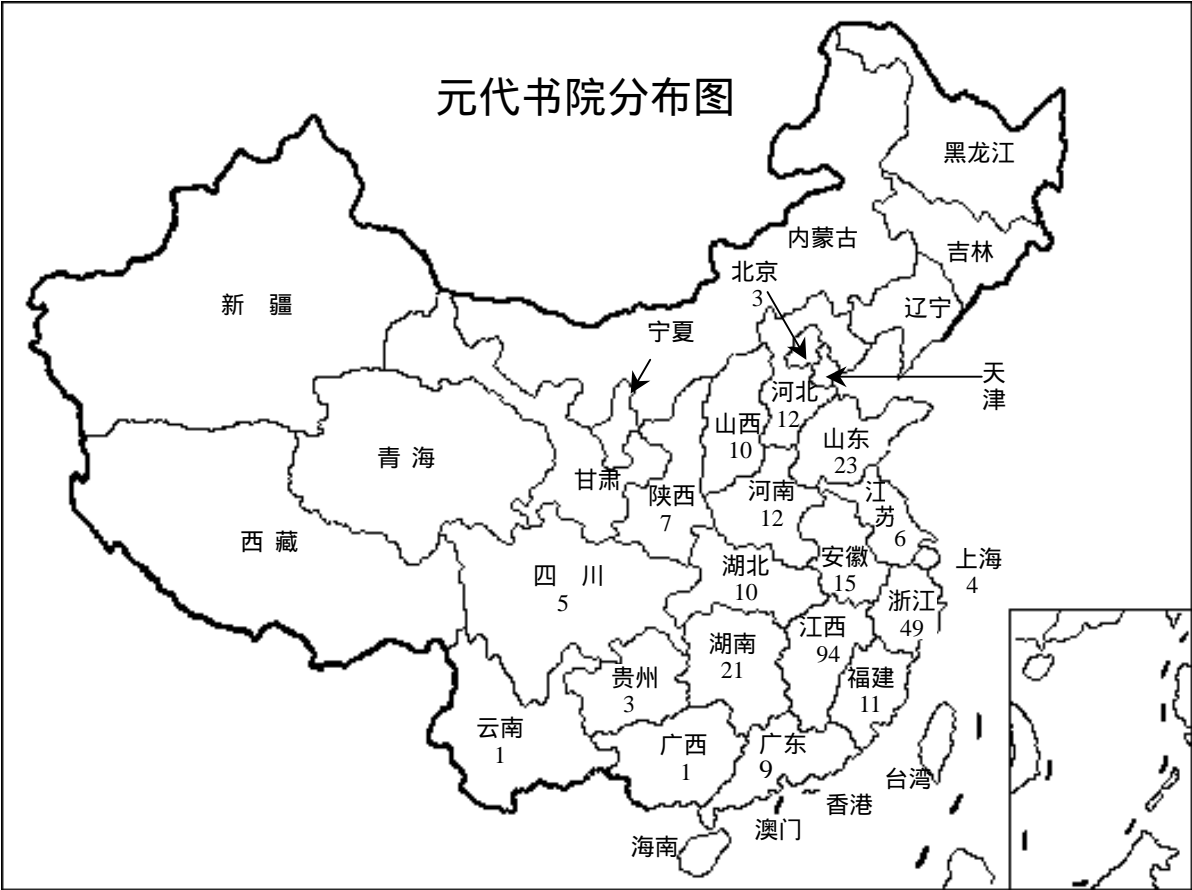 元代书院分布图
黑龙江
内蒙古
吉林
北京
3
新 疆
辽宁
宁夏
天
津
河北
12
山西
10
山东
23
青 海
甘肃
陕西
7
河南
12
江
苏
6
西 藏
四 川
5
湖北
10
安徽
15
上海
4
浙江
49
湖南
21
江西
94
贵州
3
福建
11
云南
1
广西
1
广东
9
台湾
香港
澳门
海南